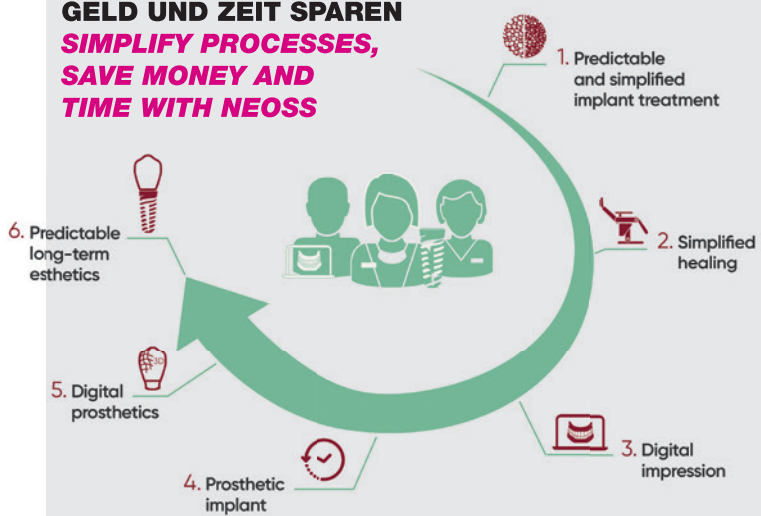 GELD UND ZEIT SPAREN
SIMPLIFY PROCESSES,
SAVE MONEY AND
TIME WITH NEOSS
1. Predictable
and simplified
implant treatment
2. Simplified
healing
3. Digital
impression
4. Prosthetic
implant
5. Digital
prosthetics
3D
6. Predictable
long-term
esthetics